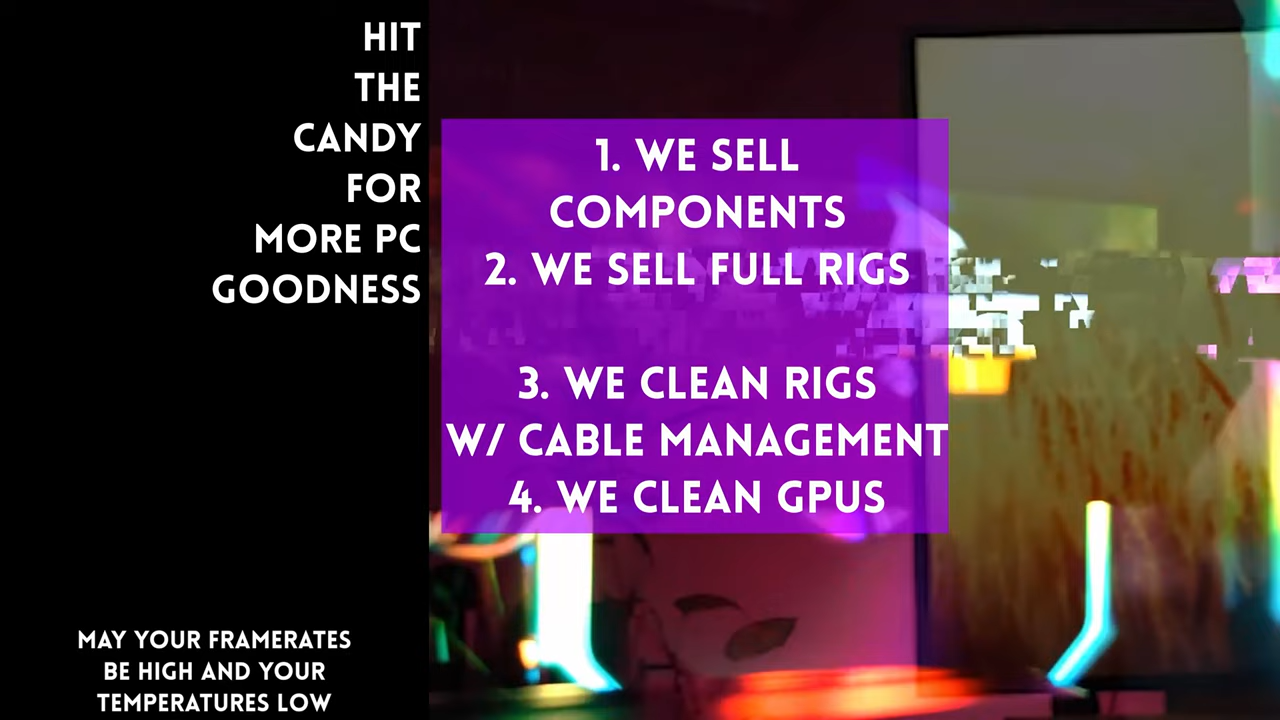 HIT
THE
CANDY
FOR
MORE PC
GOODNESS
1. WE SELL
COMPONENTS
2. WE SELL FULL RIGS
3. WE CLEAN RIGS
W/ CABLE MANAGEMENT
4. WE CLEAN GPUS
MAY YOUR FRAMERATES
BE HIGH AND YOUR
TEMPERATURES LOW